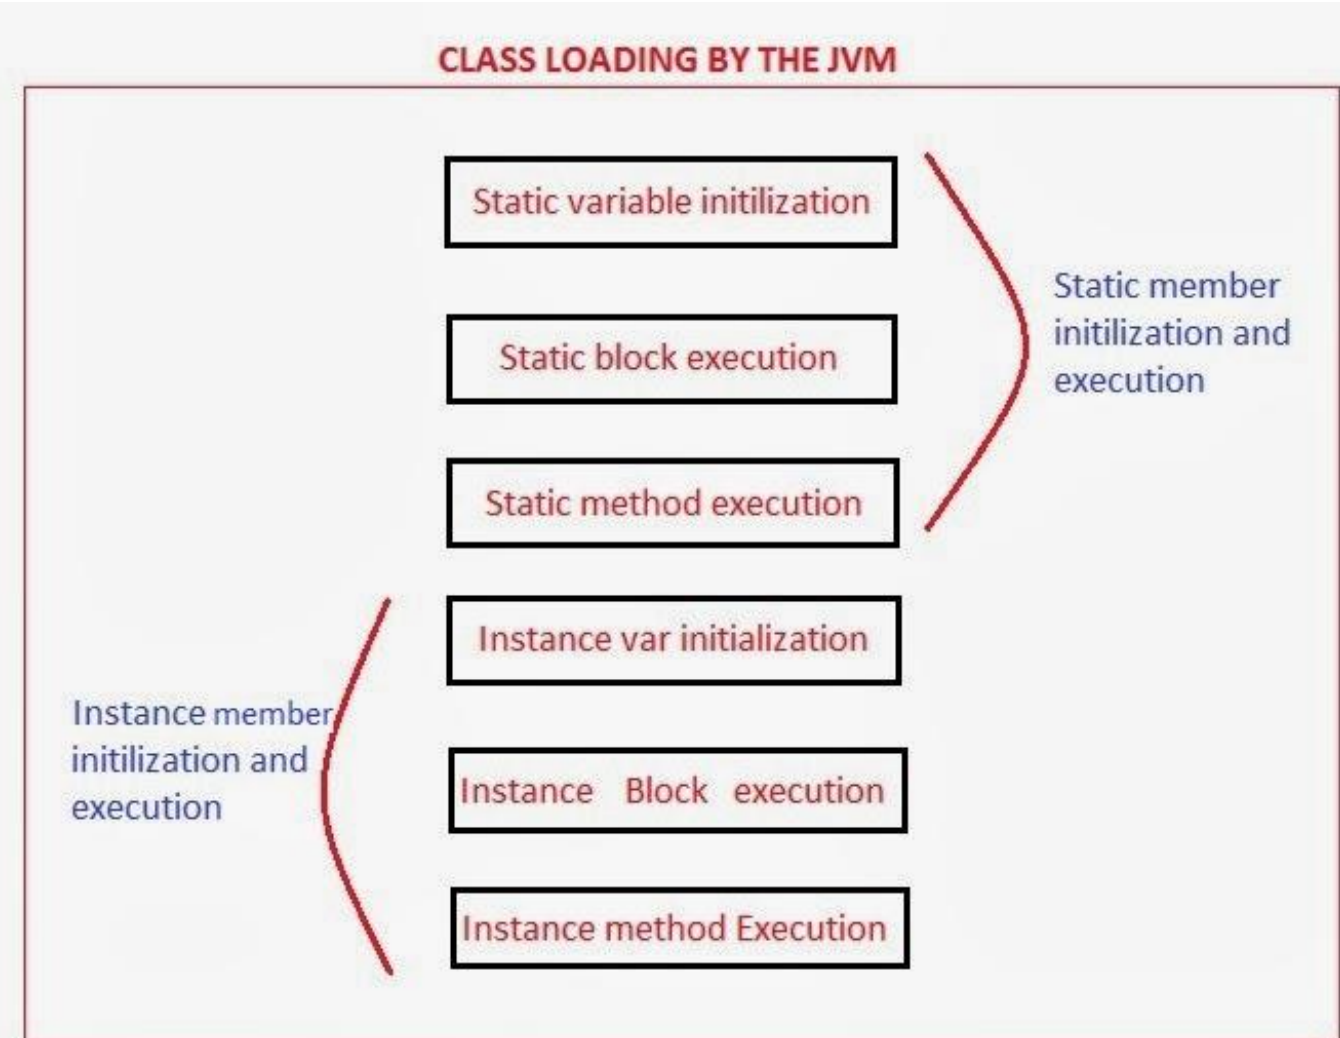 CLASS LOADING BY THE JVM
Static variable initilization
Static block execution
Static method execution
Static member
initilization and
execution
Instance var initialization
Instance Block execution
Instance method Execution
Instance member
initilization and
execution